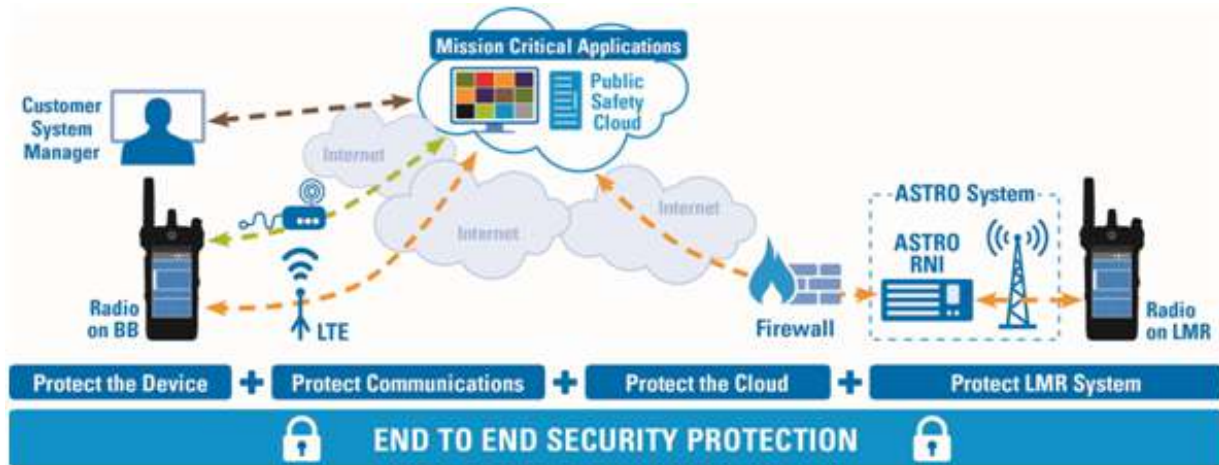 Mission Critical Applications
Public
Safety
Cloud
Customer
System
Manager
Internet
Internet
Internet
ASTRO System
ASTRO
RNI
Radio
on BB
LTE
Firewall
Radio
on LMR
Protect the Device + Protect Communications + Protect the Cloud + Protect LMR System
END TO END SECURITY PROTECTION